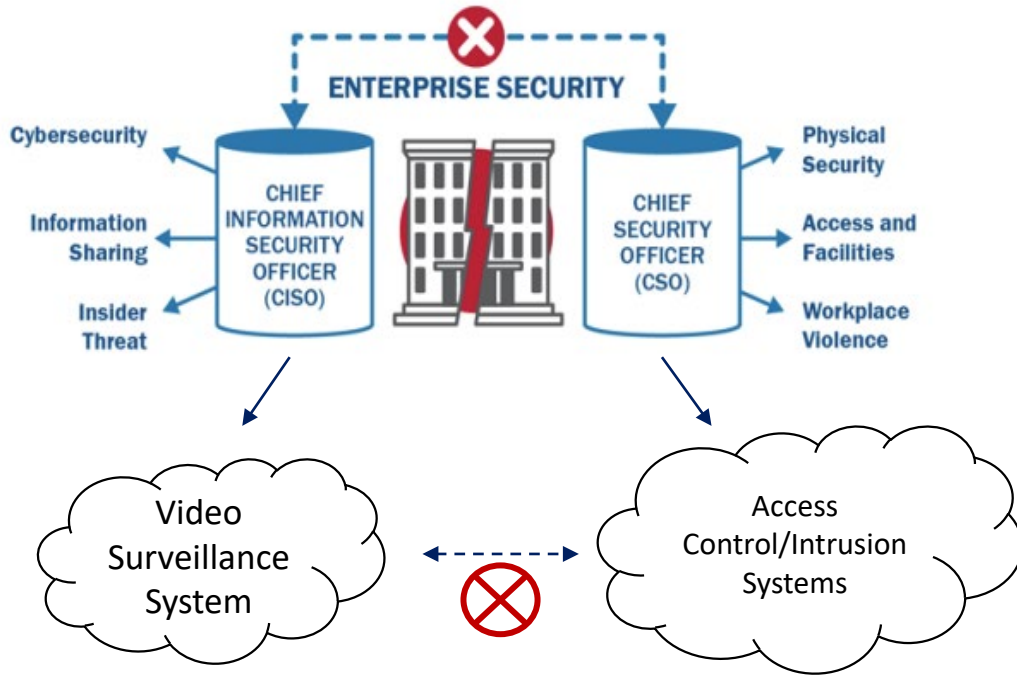 ENTERPRISE SECURITY
Cybersecurity
Information
Sharing
Insider
Threat
CHIEF
INFORMATION
SECURITY
OFFICER
(CISO)
CHIEF
SECURITY
OFFICER
(CSO)
Physical
Security
Access and
Facilities
Workplace
Violence
Video
Surveillance
System
Access
Control/Intrusion
Systems